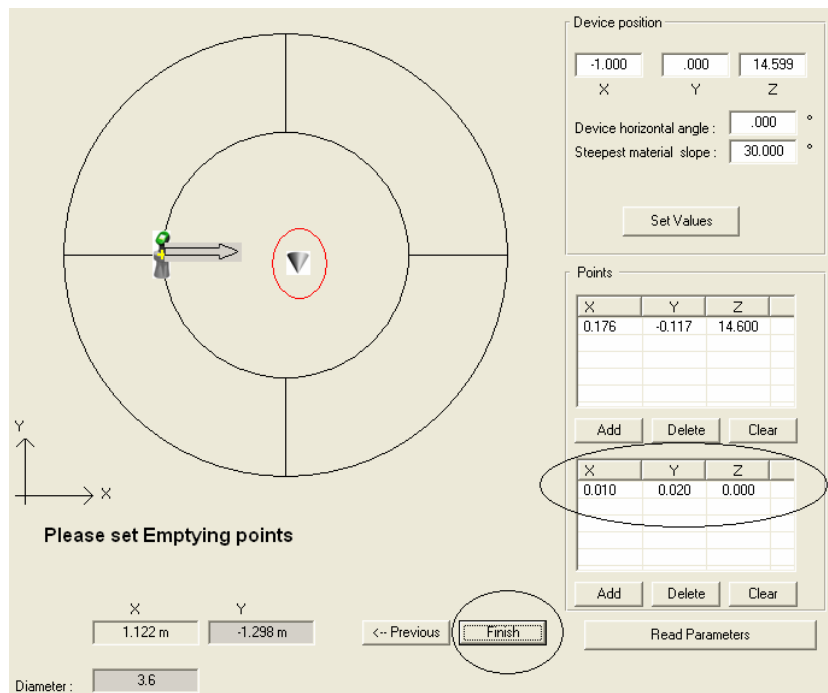 Device position
-1.000 .000 14.599
X Y Z
Device horizontal angle : .000 °
Steepest material slope : 30.000 °
Set Values
Points
X Y Z
0.176 -0.117 14.600
Add Delete Clear
X Y Z
0.010 0.020 0.000
Add Delete Clear
Y
X
Please set Emptying points
X Y
1.122 m -1.298 m
<-- Previous Finish Read Parameters
Diameter : 3.6